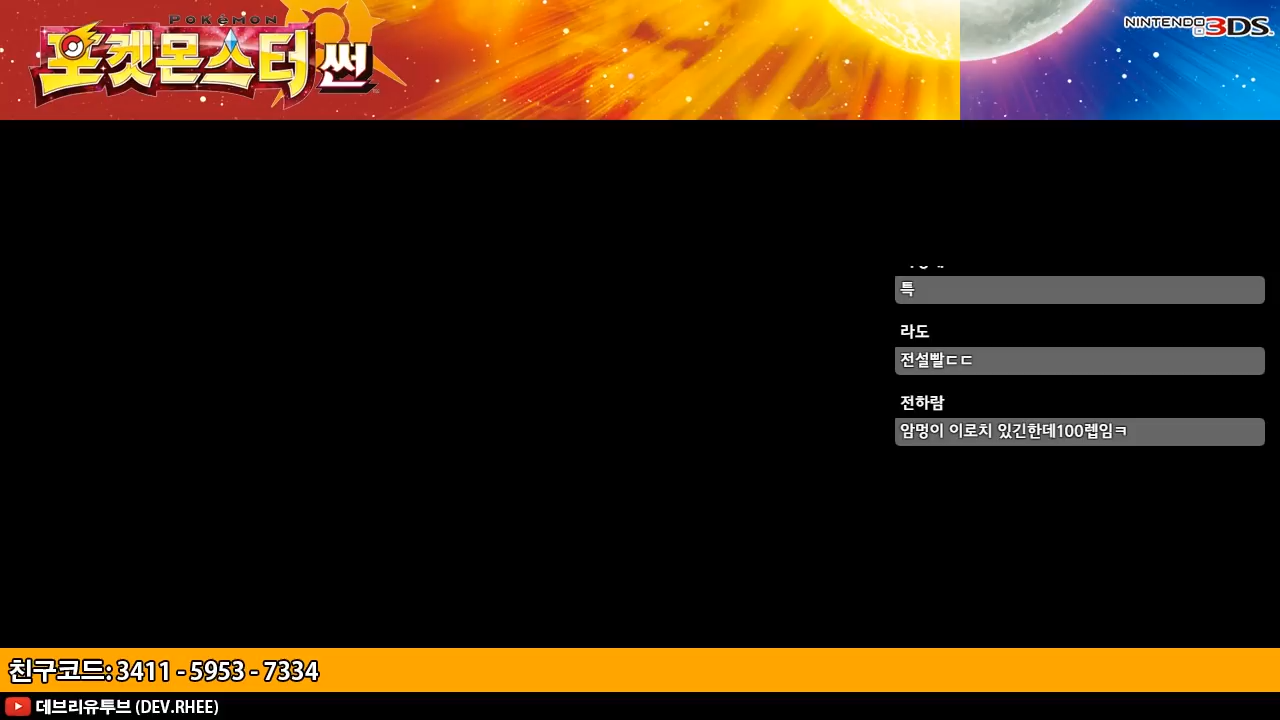 POKéMON
포켓몬스터 썬
NINTENDO 3DS
특
라도
전설빨ㄷㄷ
전하람
암멍이 이로치 있긴한데100렙임ㅋ
친구코드: 3411 - 5953 - 7334
데브리유투브 (DEV.RHEE)